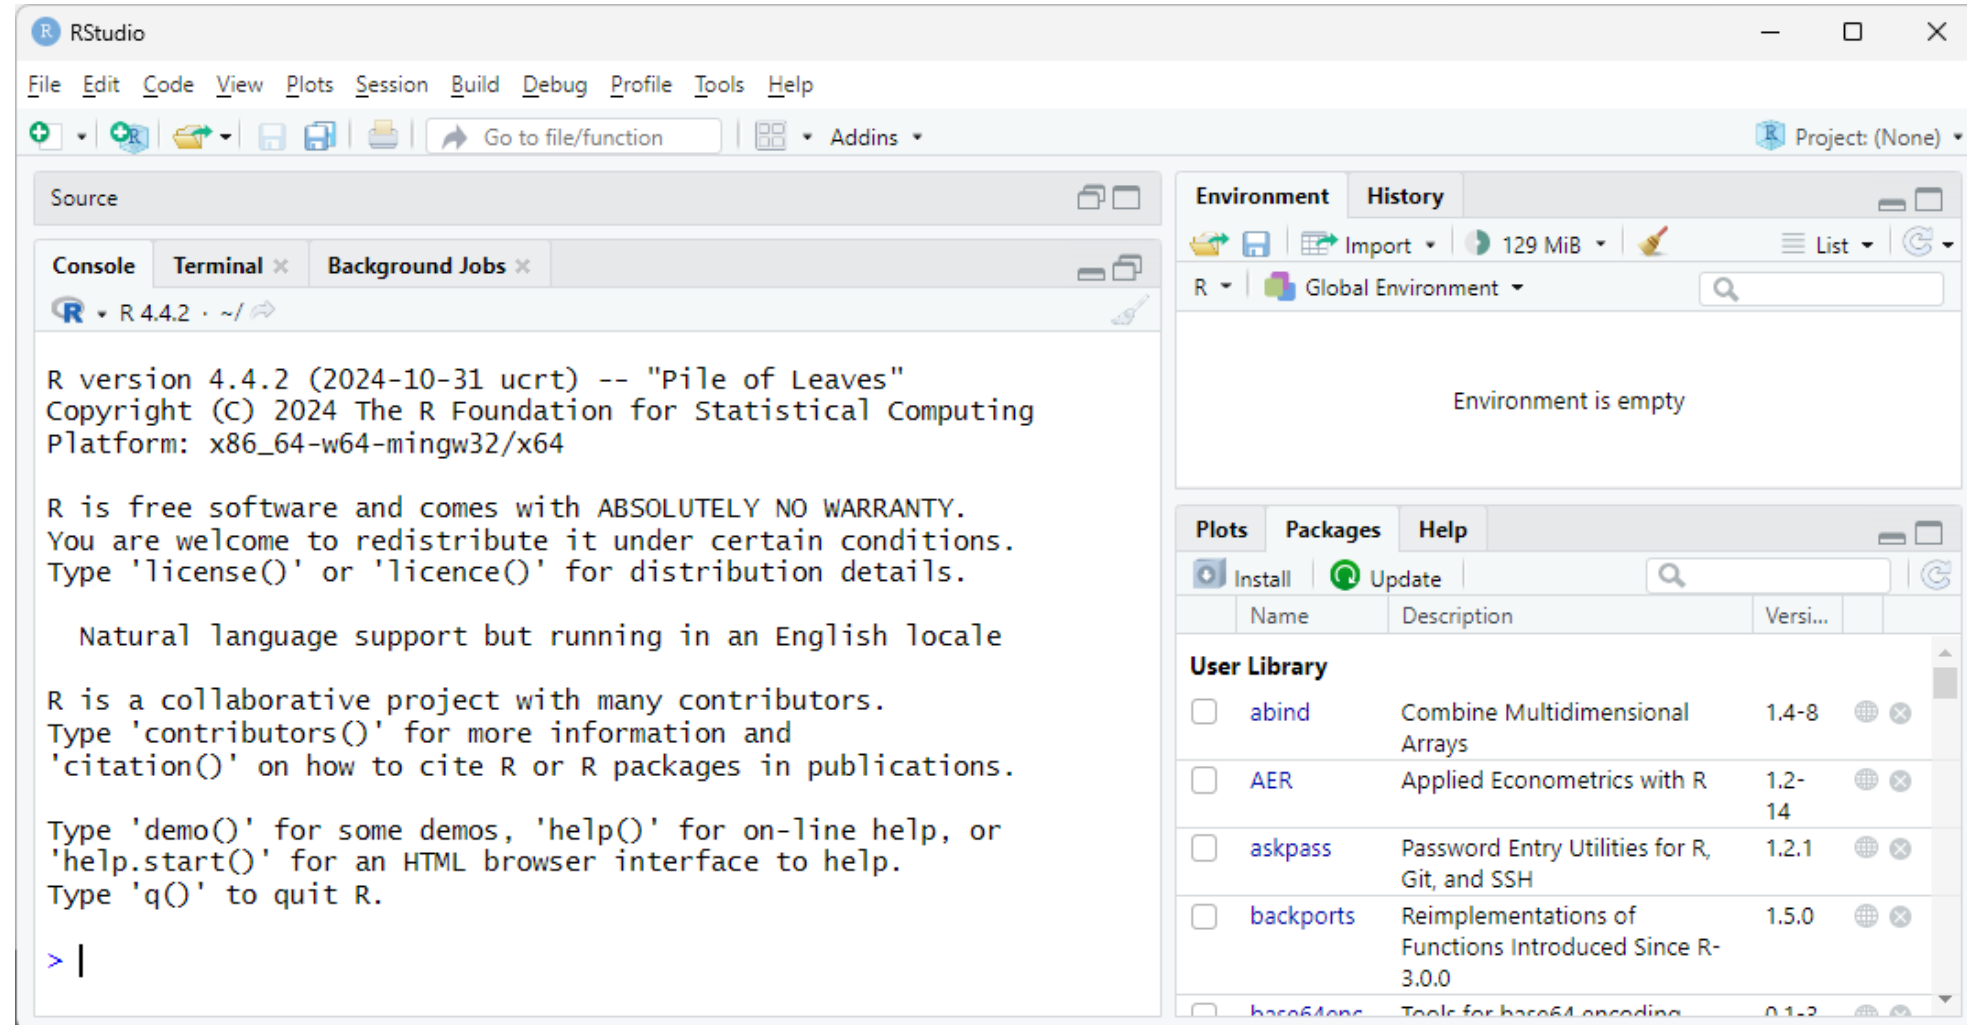 RStudio
File Edit Code View Plots Session Build Debug Profile Tools Help
Go to file/function Addins Project: (None)
Source
Console Terminal Background Jobs
R 4.4.2 · ~/
R version 4.4.2 (2024-10-31 ucrt) -- "Pile of Leaves"
Copyright (C) 2024 The R Foundation for Statistical Computing
Platform: x86_64-w64-mingw32/x64
R is free software and comes with ABSOLUTELY NO WARRANTY.
You are welcome to redistribute it under certain conditions.
Type 'license()' or 'licence()' for distribution details.
Natural language support but running in an English locale
R is a collaborative project with many contributors.
Type 'contributors()' for more information and
'citation()' on how to cite R or R packages in publications.
Type 'demo()' for some demos, 'help()' for on-line help, or
'help.start()' for an HTML browser interface to help.
Type 'q()' to quit R.
>
Environment History
Import 129 MiB List
R Global Environment
Environment is empty
Plots Packages Help
Install Update
Name Description Versi...
User Library
abind Combine Multidimensional 1.4-8
Arrays
AER Applied Econometrics with R 1.2-
14
askpass Password Entry Utilities for R, 1.2.1
Git, and SSH
backports Reimplementations of 1.5.0
Functions Introduced Since R-
3.0.0
base64enc Tools for base64 encoding 0.1-3